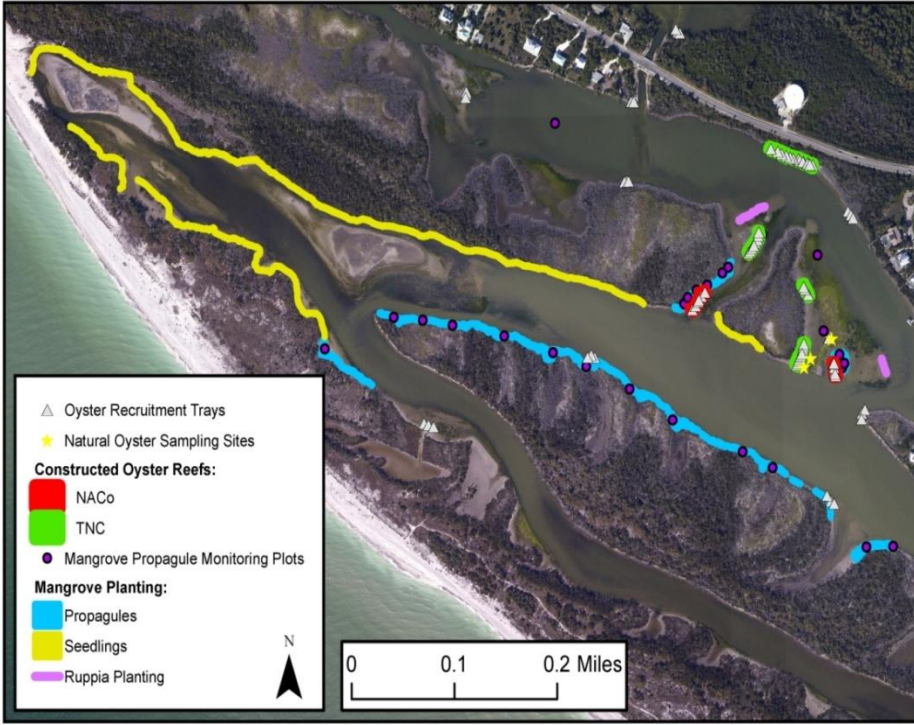 Oyster Recruitment Trays
Natural Oyster Sampling Sites
Constructed Oyster Reefs:
NACo
TNC
Mangrove Propagule Monitoring Plots
Mangrove Planting:
Propagules
Seedlings
Ruppia Planting
N
0 0.1 0.2 Miles